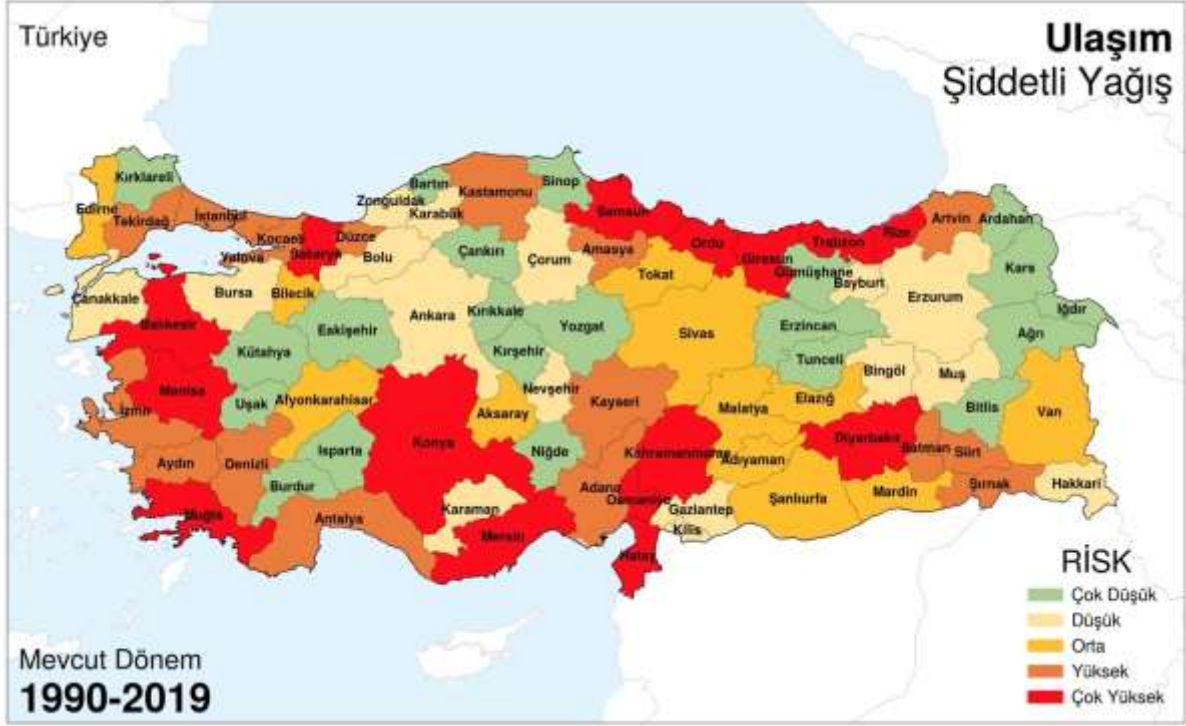 Türkiye
Ulaşım
Şiddetli Yağış
Kırklareli
Edirne
Tekirdağ
İstanbul
Kocaeli
Yalova
Sakarya
Düzce
Bolu
Zonguldak
Bartın
Karabük
Kastamonu
Sinop
Samsun
Çankırı
Çorum
Amasya
Tokat
Ordu
Giresun
Gümüşhane
Trabzon
Rize
Artvin
Ardahan
Bayburt
Erzurum
Kars
Iğdır
Ağrı
Çanakkale
Balıkesir
Bursa
Bilecik
Kütahya
Eskişehir
Ankara
Kırıkkale
Kırşehir
Yozgat
Sivas
Erzincan
Tunceli
Bingöl
Muş
Bitlis
Van
Manisa
İzmir
Uşak
Afyonkarahisar
Konya
Aksaray
Nevşehir
Kayseri
Malatya
Elazığ
Aydın
Denizli
Isparta
Burdur
Niğde
Kahramanmaraş
Adıyaman
Diyarbakır
Batman
Siirt
Şırnak
Hakkari
Muğla
Antalya
Karaman
Mersin
Adana
Osmaniye
Gaziantep
Kilis
Hatay
Şanlıurfa
Mardin
RİSK
Çok Düşük
Düşük
Orta
Yüksek
Çok Yüksek
Mevcut Dönem
1990-2019